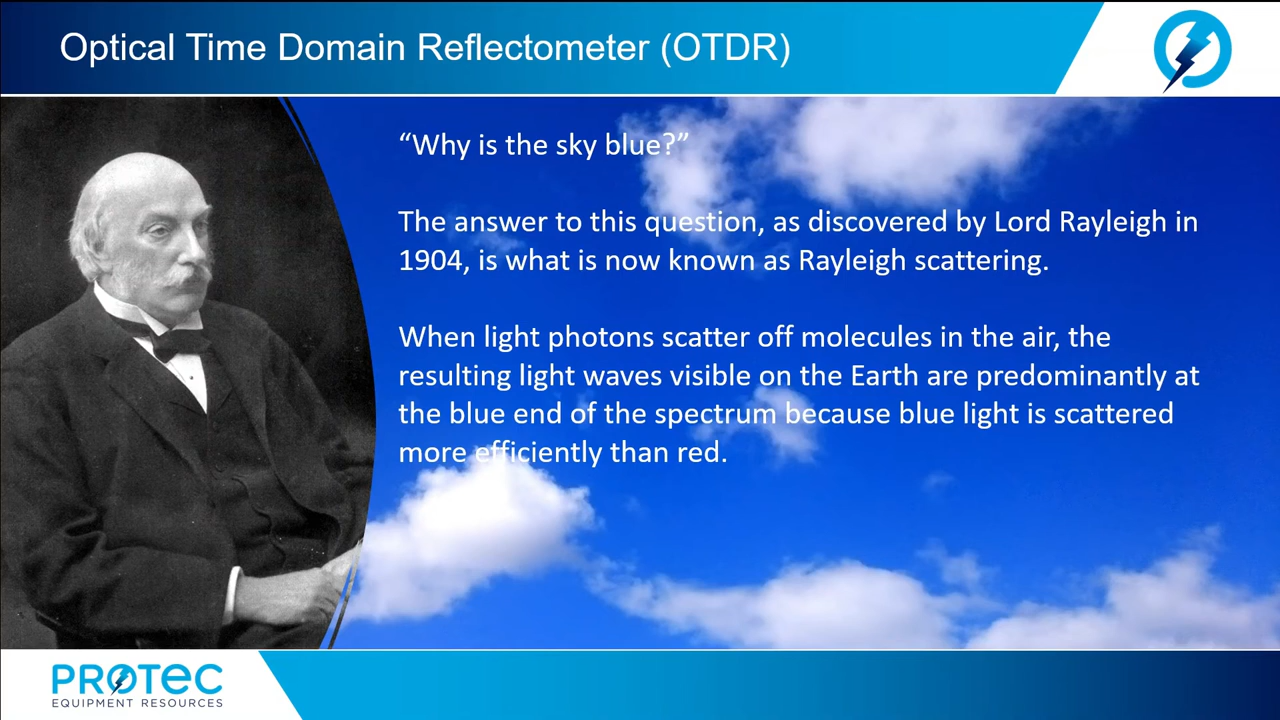 Optical Time Domain Reflectometer (OTDR)
“Why is the sky blue?”
The answer to this question, as discovered by Lord Rayleigh in
1904, is what is now known as Rayleigh scattering.
When light photons scatter off molecules in the air, the
resulting light waves visible on the Earth are predominantly at
the blue end of the spectrum because blue light is scattered
more efficiently than red.
PROTEC
EQUIPMENT RESOURCES